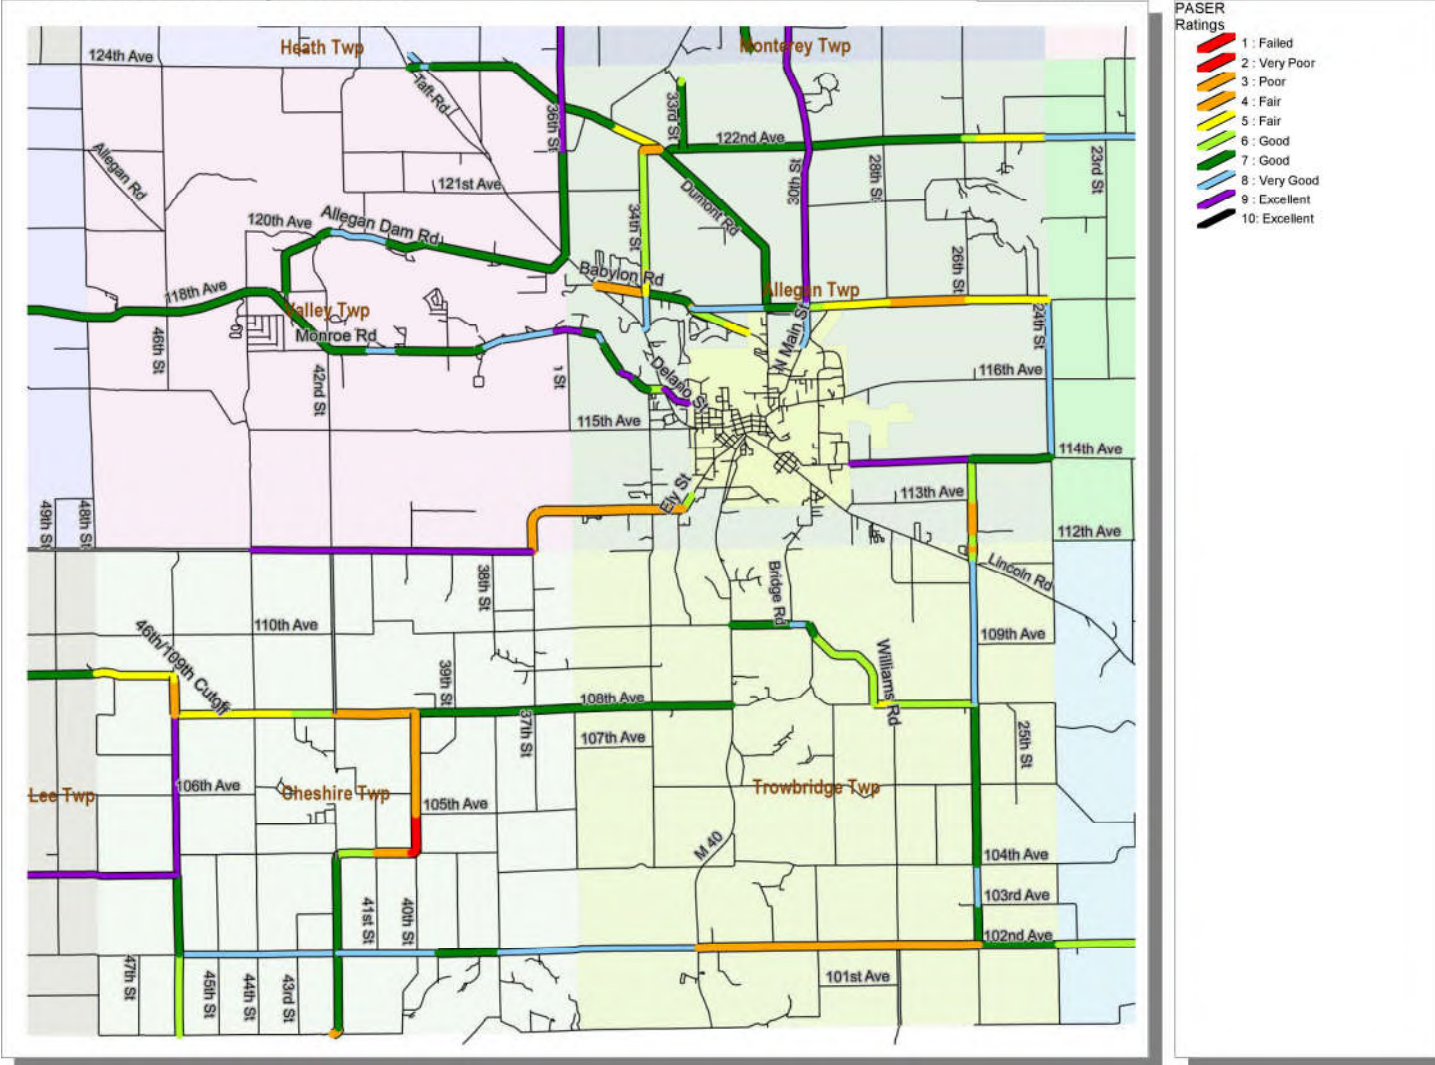 Heath Twp
Monterey Twp
124th Ave
Taft-Rd
36th St
33rd St
122nd Ave
Allegan Rd
121st Ave
30th St
28th St
23rd St
120th Ave
Allegan Dam Rd
34th St
Dumont Rd
26th St
Babylon Rd
118th Ave
Valley Twp
Allegan Twp
Monroe Rd
46th St
42nd St
N Main St
24th St
116th Ave
Delano St
115th Ave
114th Ave
113th Ave
Ely St
49th St
48th St
112th Ave
38th St
Bridge Rd
Lincoln Rd
110th Ave
109th Ave
46th/109th Cutoff
39th St
Williams Rd
108th Ave
37th St
107th Ave
25th St
Lee Twp
106th Ave
Cheshire Twp
Trowbridge Twp
105th Ave
M 40
104th Ave
103rd Ave
41st St
40th St
102nd Ave
47th St
45th St
44th St
43rd St
101st Ave
PASER
Ratings
1 : Failed
2 : Very Poor
3 : Poor
4 : Fair
5 : Fair
6 : Good
7 : Good
8 : Very Good
9 : Excellent
10: Excellent